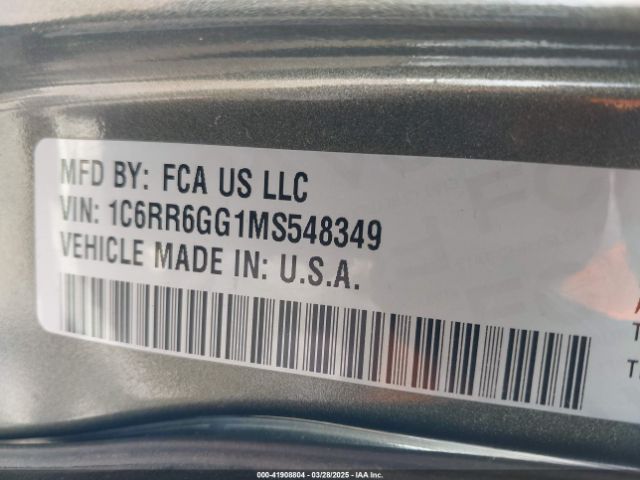 MFD BY: FCA US LLC
VIN: 1C6RR6GG1MS548349
VEHICLE MADE IN: U.S.A.
000-41908804 | 03/28/2025 | IAA Inc.